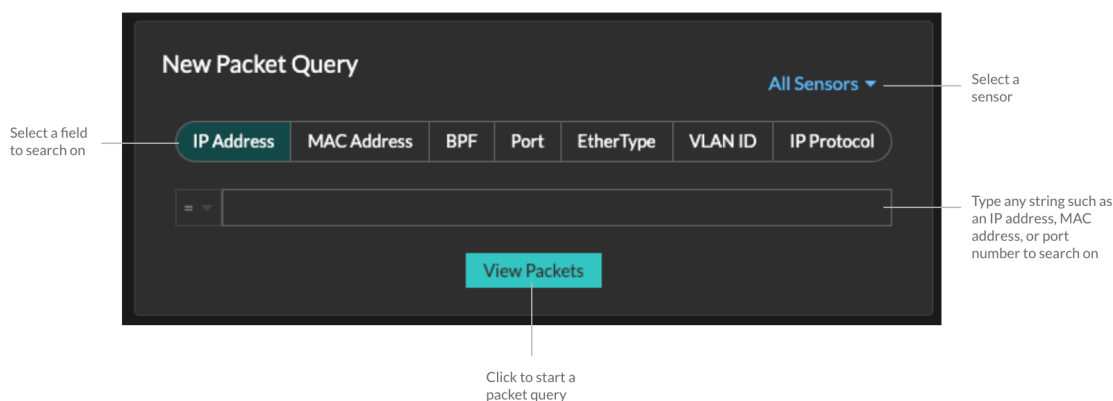 New Packet Query
All Sensors
Select a
sensor
Select a field
to search on
IP Address MAC Address BPF Port EtherType VLAN ID IP Protocol
=
Type any string such as
an IP address, MAC
address, or port
number to search on
View Packets
Click to start a
packet query